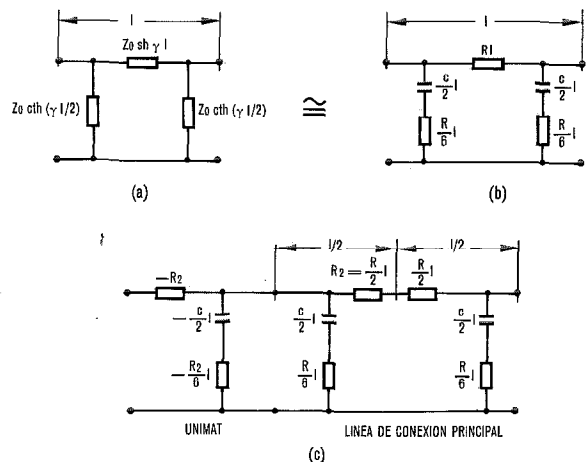 l
Zo sh γ l
Zo cth (γ l/2)
Zo cth (γ l/2)
(a)
≅
l
Rl
c/2 l
R/6 l
c/2 l
R/6 l
(b)
l/2
l/2
−R2
R2 = R/2 l
R/2 l
−c/2 l
−R2/6 l
c/2 l
R/6 l
c/2 l
R/6 l
UNIMAT
LINEA DE CONEXION PRINCIPAL
(c)